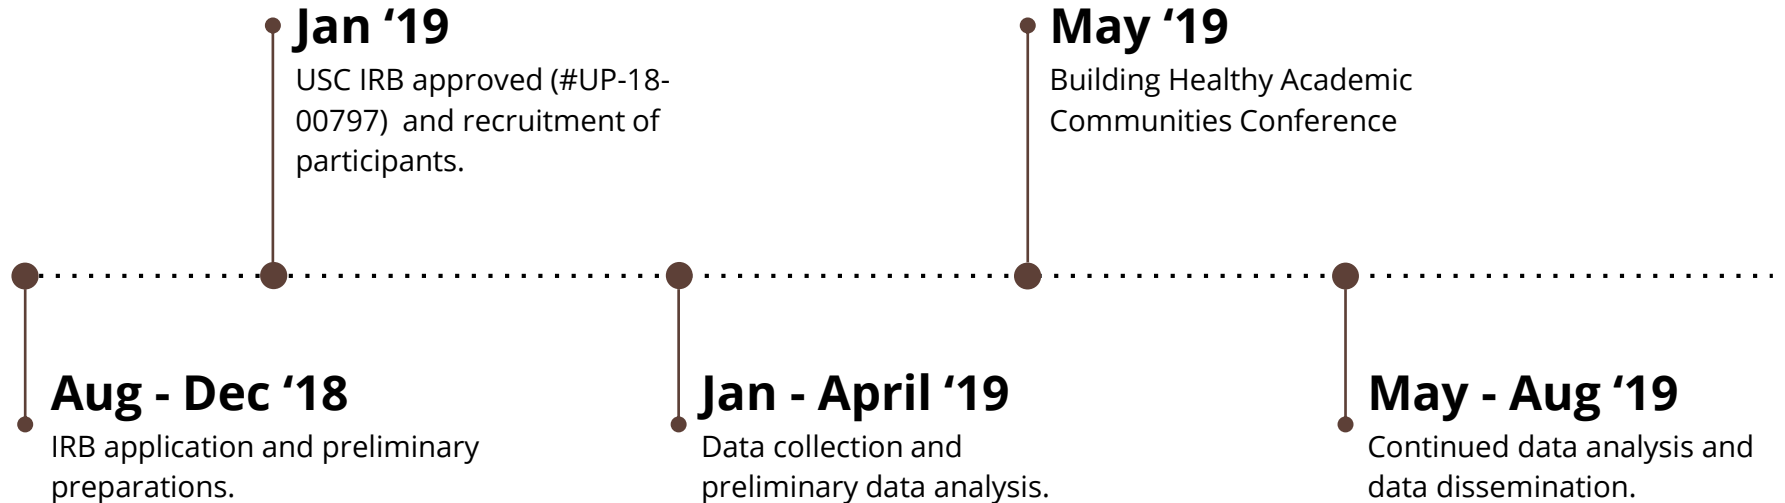 Jan ‘19
USC IRB approved (#UP-18-
00797)  and recruitment of
participants.
May ‘19
Building Healthy Academic
Communities Conference
Aug - Dec ‘18
IRB application and preliminary
preparations.
Jan - April ‘19
Data collection and
preliminary data analysis.
May - Aug ‘19
Continued data analysis and
data dissemination.